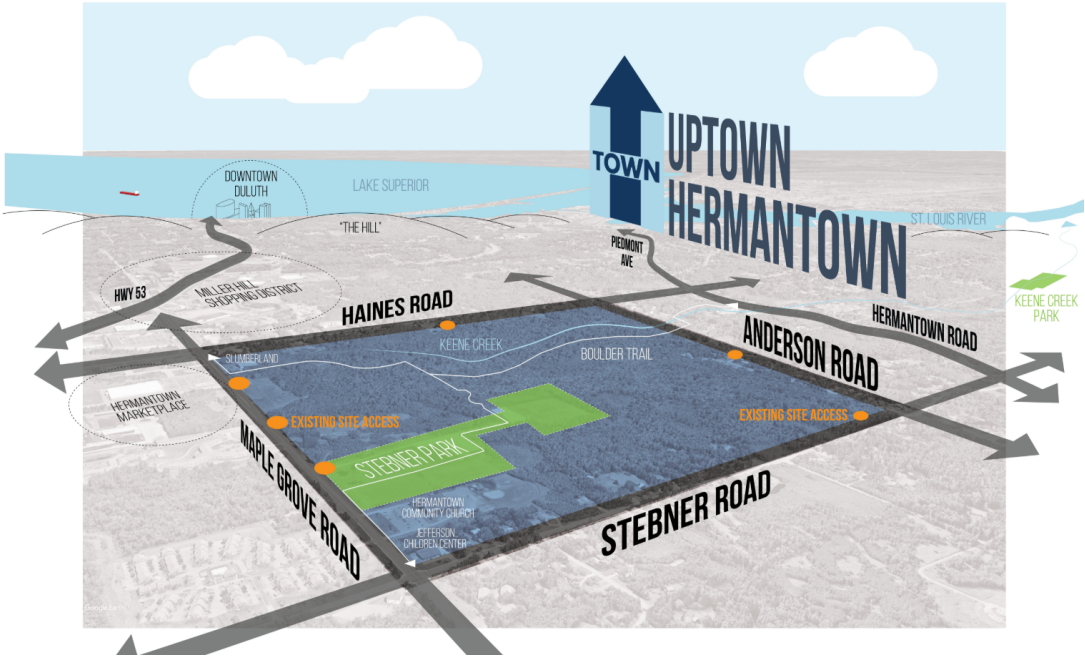 DOWNTOWN
DULUTH
LAKE SUPERIOR
"THE HILL"
TOWN
UPTOWN
HERMANTOWN
ST. LOUIS RIVER
PIEDMONT
AVE
HWY 53
MILLER HILL
SHOPPING DISTRICT
HAINES ROAD
KEENE CREEK
PARK
HERMANTOWN ROAD
ANDERSON ROAD
SLUMBERLAND
KEENE CREEK
BOULDER TRAIL
HERMANTOWN
MARKETPLACE
EXISTING SITE ACCESS
EXISTING SITE ACCESS
STEBNER PARK
MAPLE GROVE ROAD
HERMANTOWN
COMMUNITY CHURCH
JEFFERSON
CHILDREN CENTER
STEBNER ROAD
Google Earth